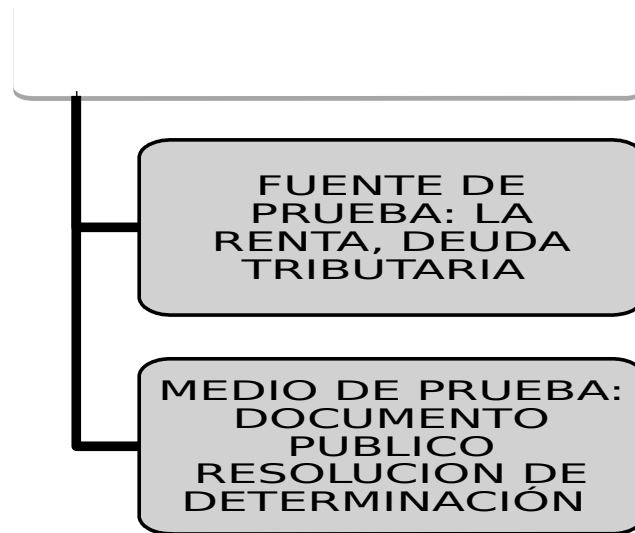 FUENTE DE
PRUEBA: LA
RENTA, DEUDA
TRIBUTARIA
MEDIO DE PRUEBA:
DOCUMENTO
PUBLICO
RESOLUCION DE
DETERMINACIÓN